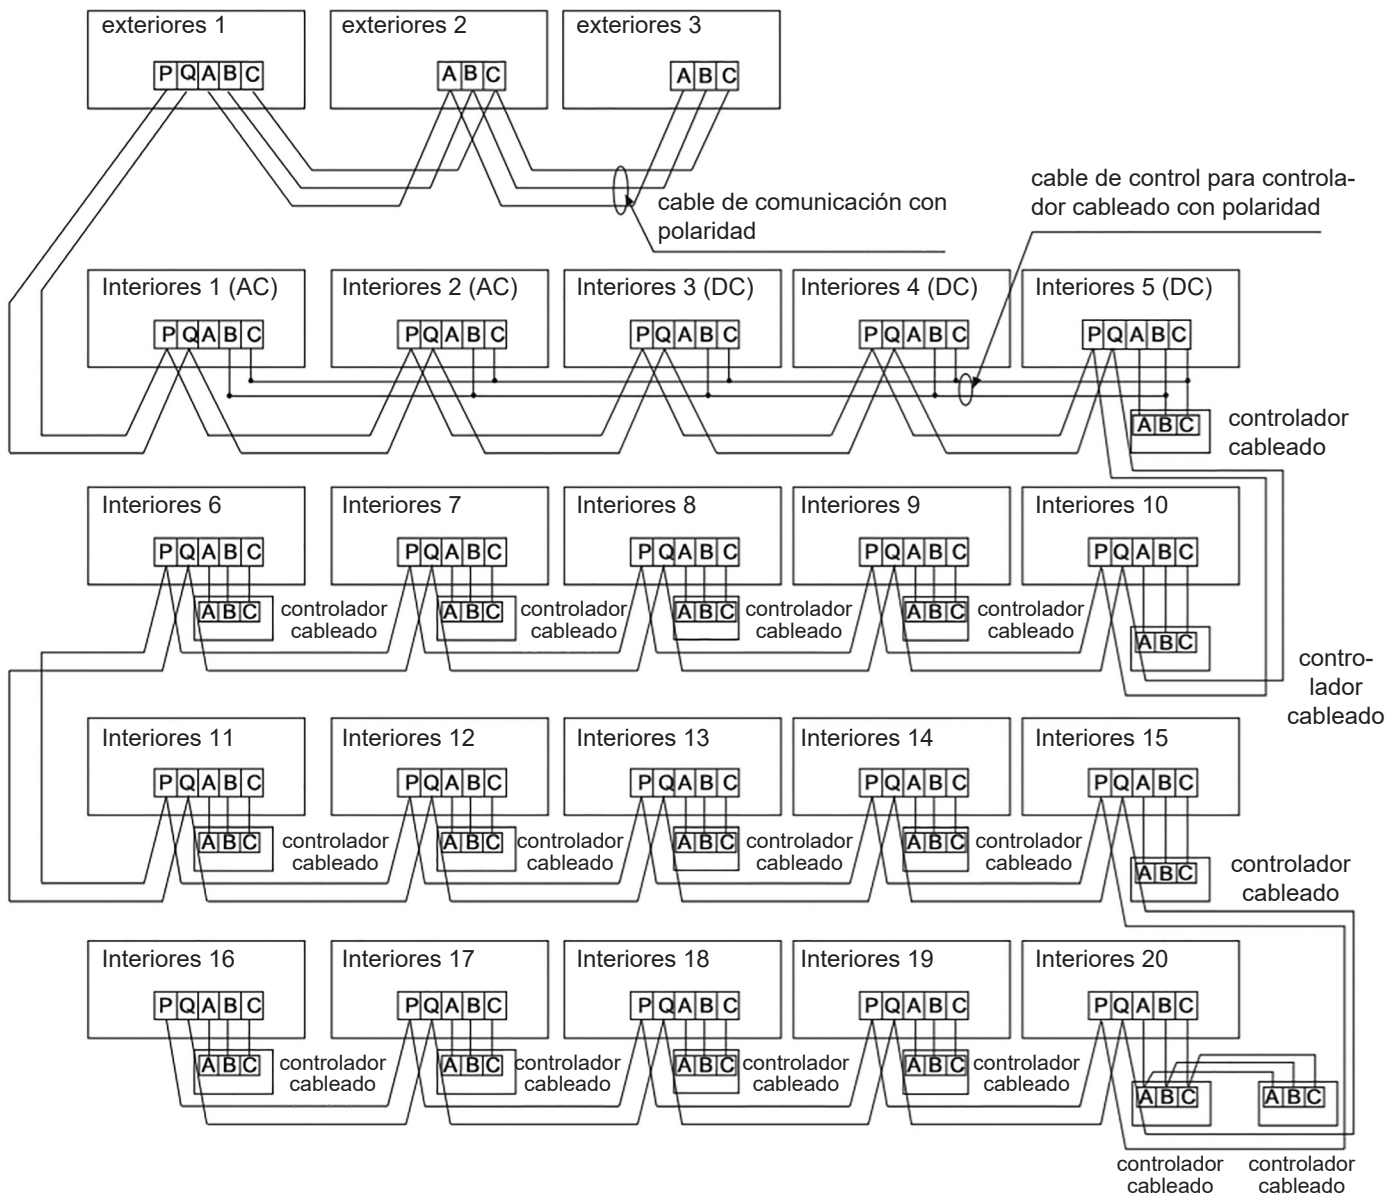 exteriores 1
exteriores 2
exteriores 3
P Q A B C
A B C
A B C
cable de comunicación con
polaridad
cable de control para controla-
dor cableado con polaridad
Interiores 1 (AC)
Interiores 2 (AC)
Interiores 3 (DC)
Interiores 4 (DC)
Interiores 5 (DC)
P Q A B C
P Q A B C
P Q A B C
P Q A B C
P Q A B C
A B C
controlador
cableado
Interiores 6
Interiores 7
Interiores 8
Interiores 9
Interiores 10
P Q A B C
P Q A B C
P Q A B C
P Q A B C
P Q A B C
A B C
controlador
cableado
A B C
controlador
cableado
A B C
controlador
cableado
A B C
controlador
cableado
A B C
contro-
lador
cableado
Interiores 11
Interiores 12
Interiores 13
Interiores 14
Interiores 15
P Q A B C
P Q A B C
P Q A B C
P Q A B C
P Q A B C
A B C
controlador
cableado
A B C
controlador
cableado
A B C
controlador
cableado
A B C
controlador
cableado
A B C
controlador
cableado
Interiores 16
Interiores 17
Interiores 18
Interiores 19
Interiores 20
P Q A B C
P Q A B C
P Q A B C
P Q A B C
P Q A B C
A B C
controlador
cableado
A B C
controlador
cableado
A B C
controlador
cableado
A B C
controlador
cableado
A B C
A B C
controlador
cableado
controlador
cableado